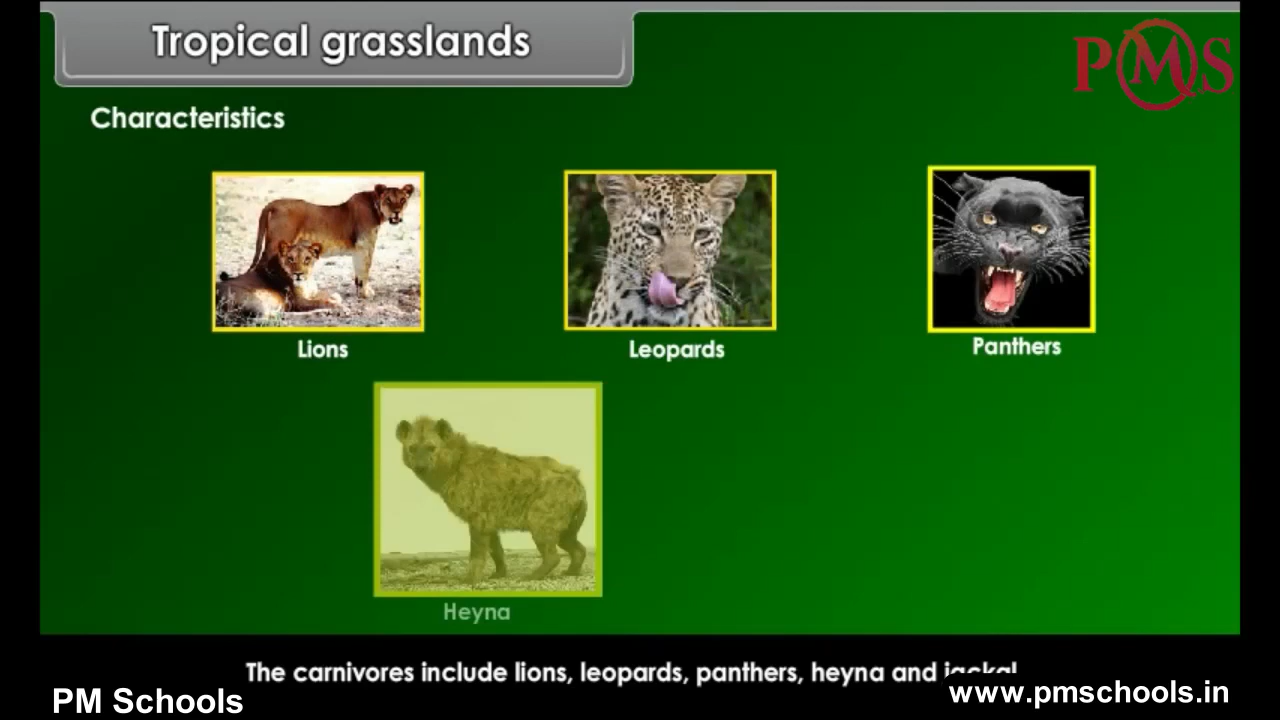 Tropical grasslands
PMS
Characteristics
Lions
Leopards
Panthers
Heyna
The carnivores include lions, leopards, panthers, heyna and jackal
PM Schools
www.pmschools.in